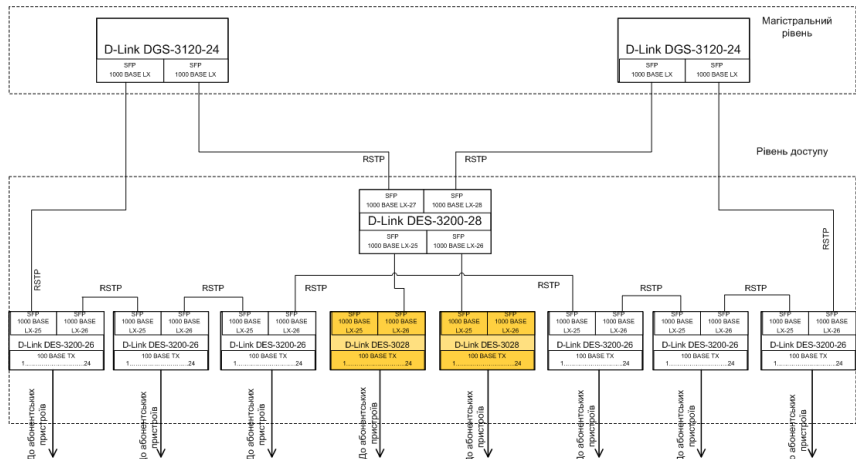 Магістральний
рівень
D-Link DGS-3120-24
SFP
1000 BASE LX
SFP
1000 BASE LX
D-Link DGS-3120-24
SFP
1000 BASE LX
SFP
1000 BASE LX
RSTP
RSTP
Рівень доступу
SFP
1000 BASE LX-27
SFP
1000 BASE LX-28
D-Link DES-3200-28
SFP
1000 BASE LX-25
SFP
1000 BASE LX-26
RSTP
RSTP
RSTP
RSTP
RSTP
RSTP
RSTP
RSTP
SFP
1000 BASE
LX-25
SFP
1000 BASE
LX-26
D-Link DES-3200-26
100 BASE TX
1......................24
SFP
1000 BASE
LX-25
SFP
1000 BASE
LX-26
D-Link DES-3200-26
100 BASE TX
1......................24
SFP
1000 BASE
LX-25
SFP
1000 BASE
LX-26
D-Link DES-3200-26
100 BASE TX
1......................24
SFP
1000 BASE
LX-25
SFP
1000 BASE
LX-26
D-Link DES-3028
100 BASE TX
1......................24
SFP
1000 BASE
LX-25
SFP
1000 BASE
LX-26
D-Link DES-3028
100 BASE TX
1......................24
SFP
1000 BASE
LX-25
SFP
1000 BASE
LX-26
D-Link DES-3200-26
100 BASE TX
1......................24
SFP
1000 BASE
LX-25
SFP
1000 BASE
LX-26
D-Link DES-3200-26
100 BASE TX
1......................24
SFP
1000 BASE
LX-25
SFP
1000 BASE
LX-26
D-Link DES-3200-26
100 BASE TX
1......................24
До абонентських
пристроїв
До абонентських
пристроїв
До абонентських
пристроїв
До абонентських
пристроїв
До абонентських
пристроїв
До абонентських
пристроїв
До абонентських
пристроїв
До абонентських
пристроїв